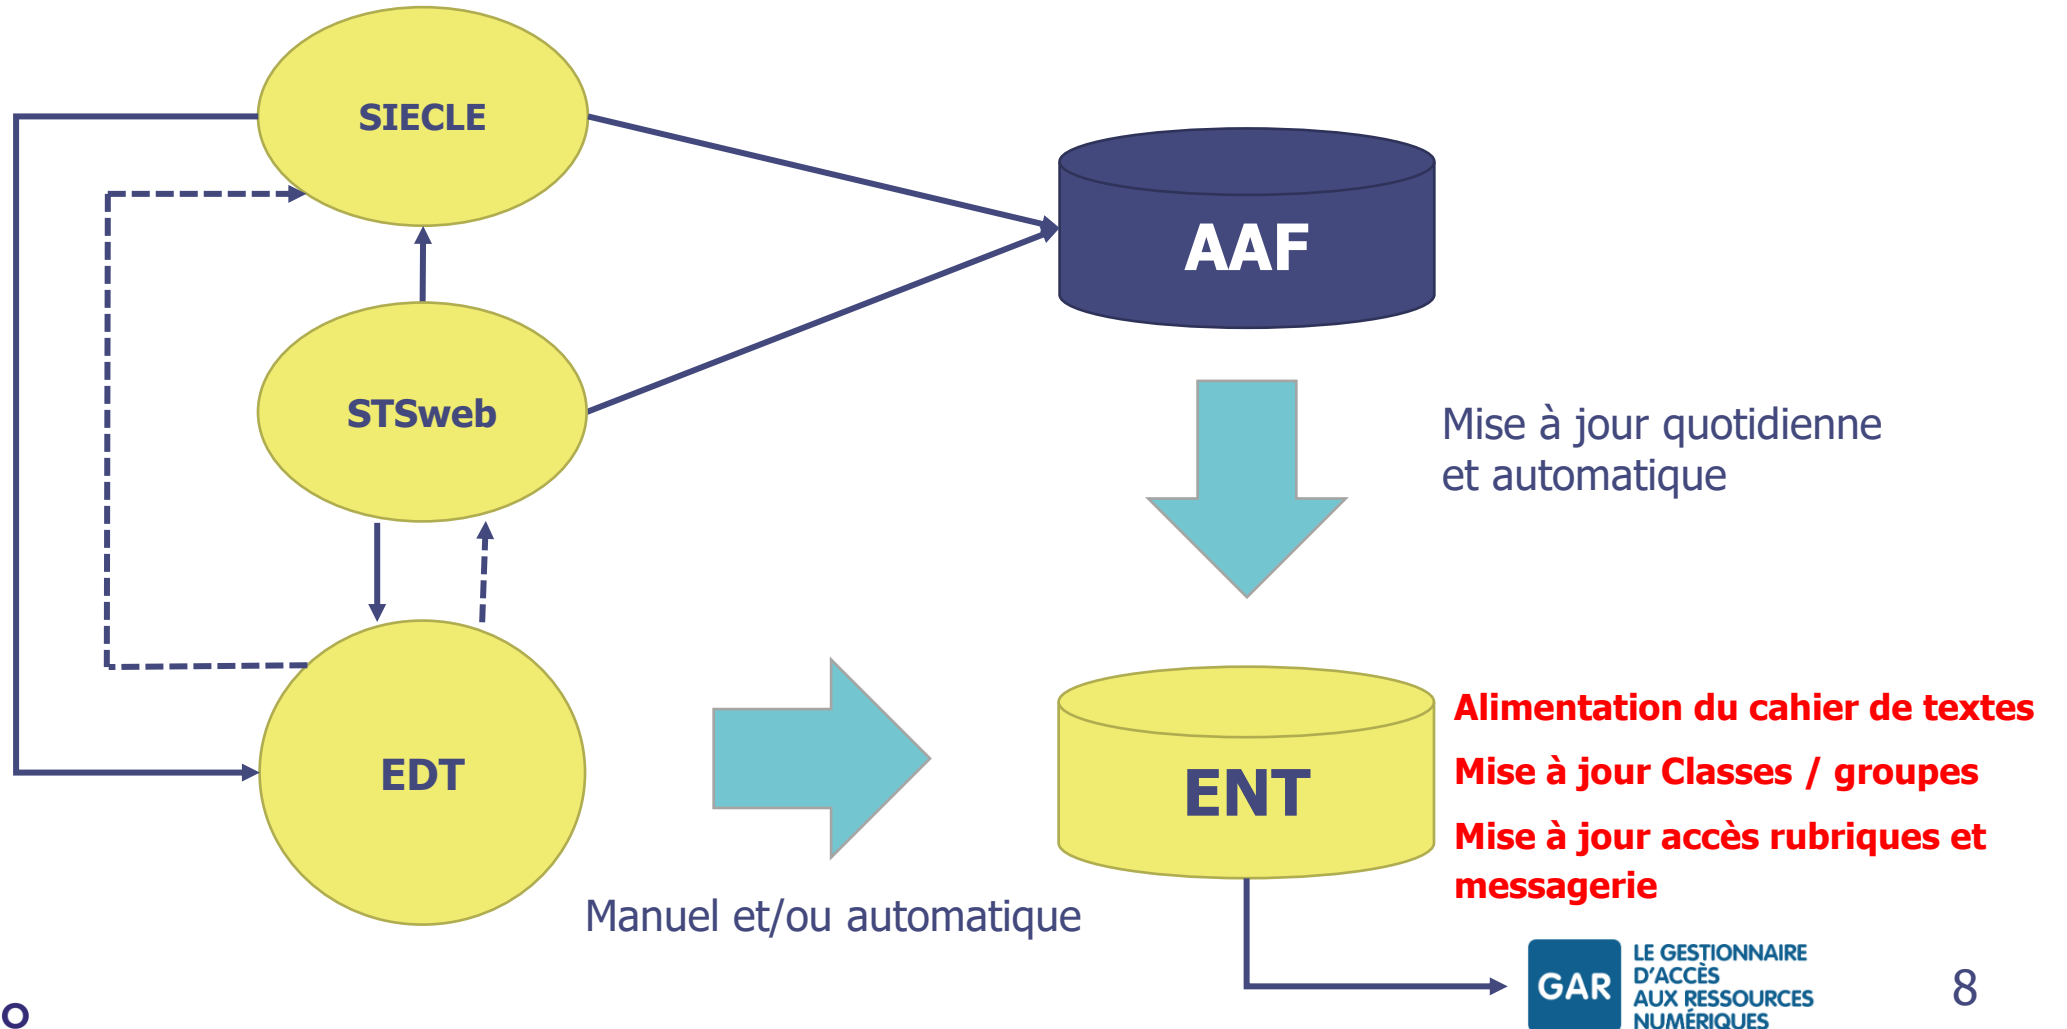 SIECLE
AAF
STSweb
Mise à jour quotidienne
et automatique
EDT
ENT
Alimentation du cahier de textes
Mise à jour Classes / groupes
Mise à jour accès rubriques et
messagerie
Manuel et/ou automatique
GAR
LE GESTIONNAIRE
D'ACCÈS
AUX RESSOURCES
NUMÉRIQUES
8